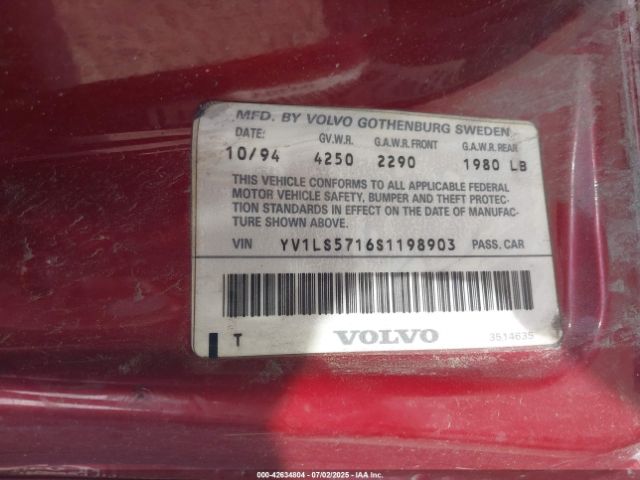 MFD. BY VOLVO GOTHENBURG SWEDEN
DATE: G.V.W.R. G.A.W.R. FRONT G.A.W.R. REAR
10/94 4250 2290 1980 LB
THIS VEHICLE CONFORMS TO ALL APPLICABLE FEDERAL
MOTOR VEHICLE SAFETY, BUMPER AND THEFT PROTEC-
TION STANDARDS IN EFFECT ON THE DATE OF MANUFAC-
TURE SHOWN ABOVE.
VIN YV1LS5716S1198903 PASS. CAR
T VOLVO 3514635
000-42634804 | 07/02/2025 - IAA Inc.